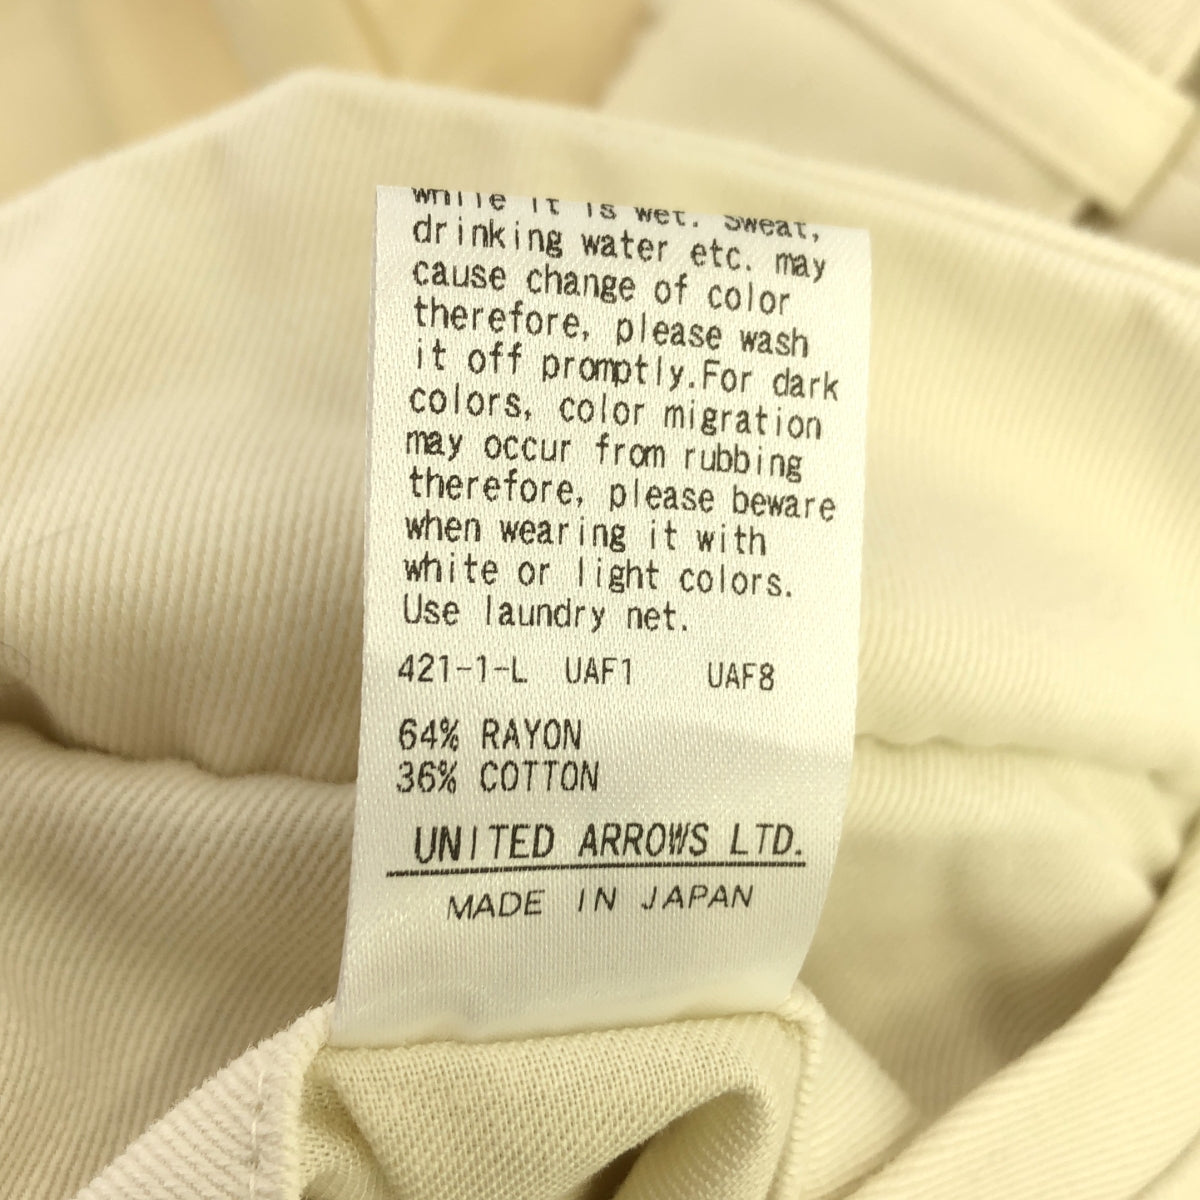 while it is wet. Sweat,
drinking water etc. may
cause change of color
therefore, please wash
it off promptly.For dark
colors, color migration
may occur from rubbing
therefore, please beware
when wearing it with
white or light colors.
Use laundry net.
421-1-L UAF1 UAF8
64% RAYON
36% COTTON
UNITED ARROWS LTD.
MADE IN JAPAN